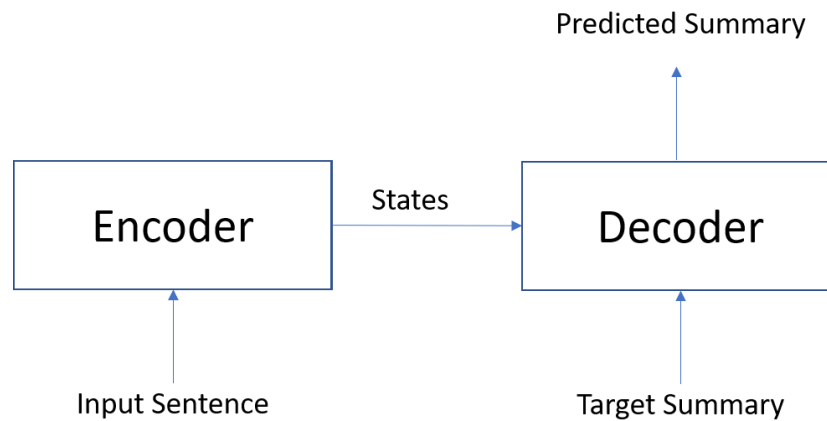 Predicted Summary
Encoder
States
Decoder
Input Sentence
Target Summary